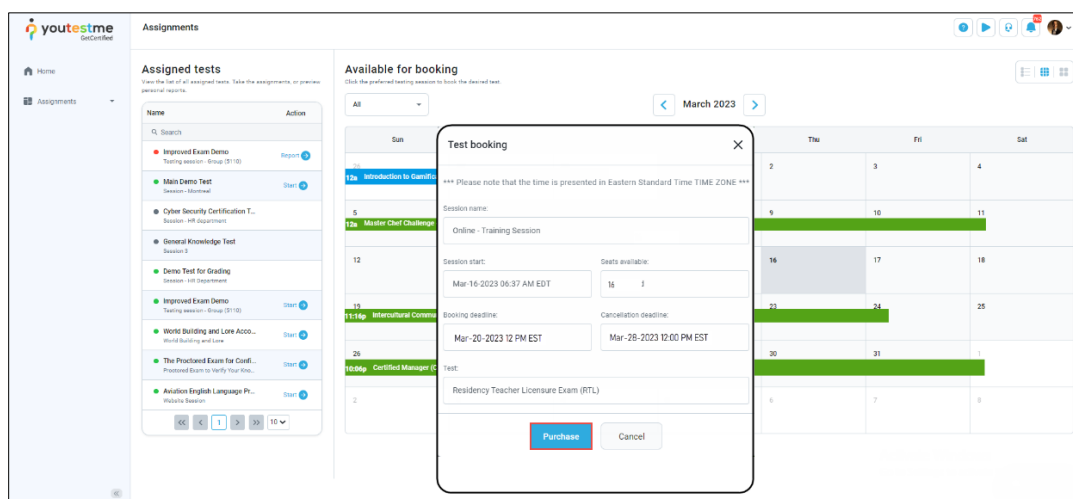 youtestme
GetCertified
Assignments
Home
Assignments
Assigned tests
View the list of all assigned tests. Take the assignments, or preview
personal reports.
Name Action
Search
Improved Exam Demo
Testing session - Group (5110)
Report
Main Demo Test
Session - Montreal
Start
Cyber Security Certification T...
Session - HR department
General Knowledge Test
Session 3
Demo Test for Grading
Session - HR Department
Improved Exam Demo
Testing session - Group (5110)
Start
World Building and Lore Acco...
World Building and Lore
Start
The Proctored Exam for Confi...
Proctored Exam to Verify Your Kno...
Start
Aviation English Language Pr...
Website Session
Start
1 10
Available for booking
Click the preferred testing session to book the desired test.
All
March 2023
Sun Thu Fri Sat
26 2 3 4
12a Introduction to Gamific
5 9 10 11
12a Master Chef Challenge
12 16 17 18
19 23 24 25
11:16p Intercultural Commu
26 30 31 1
10:06p Certified Manager (C
2 6 7 8
Test booking
*** Please note that the time is presented in Eastern Standard Time TIME ZONE ***
Session name:
Online - Training Session
Session start: Seats available:
Mar-16-2023 06:37 AM EDT 16
Booking deadline: Cancellation deadline:
Mar-20-2023 12 PM EST Mar-28-2023 12:00 PM EST
Test:
Residency Teacher Licensure Exam (RTL)
Purchase Cancel